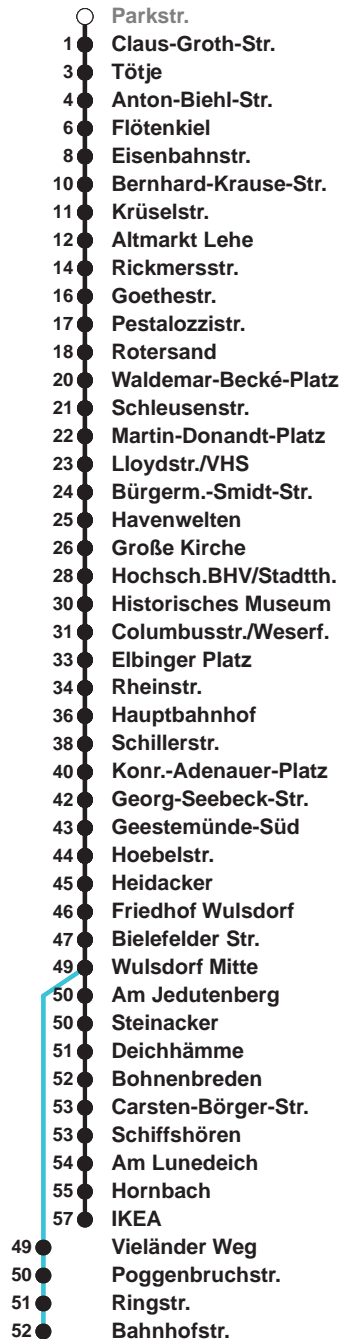 Parkstr.
1 Claus-Groth-Str.
3 Tötje
4 Anton-Biehl-Str.
6 Flötenkiel
8 Eisenbahnstr.
10 Bernhard-Krause-Str.
11 Krüselstr.
12 Altmarkt Lehe
14 Rickmersstr.
16 Goethestr.
17 Pestalozzistr.
18 Rotersand
20 Waldemar-Becké-Platz
21 Schleusenstr.
22 Martin-Donandt-Platz
23 Lloydstr./VHS
24 Bürgerm.-Smidt-Str.
25 Havenwelten
26 Große Kirche
28 Hochsch.BHV/Stadtth.
30 Historisches Museum
31 Columbusstr./Weserf.
33 Elbinger Platz
34 Rheinstr.
36 Hauptbahnhof
38 Schillerstr.
40 Konr.-Adenauer-Platz
42 Georg-Seebeck-Str.
43 Geestemünde-Süd
44 Hoebelstr.
45 Heidacker
46 Friedhof Wulsdorf
47 Bielefelder Str.
49 Wulsdorf Mitte
50 Am Jedutenberg
50 Steinacker
51 Deichhämme
52 Bohnenbreden
53 Carsten-Börger-Str.
53 Schiffshören
54 Am Lunedeich
55 Hornbach
57 IKEA
49 Vieländer Weg
50 Poggenbruchstr.
51 Ringstr.
52 Bahnhofstr.